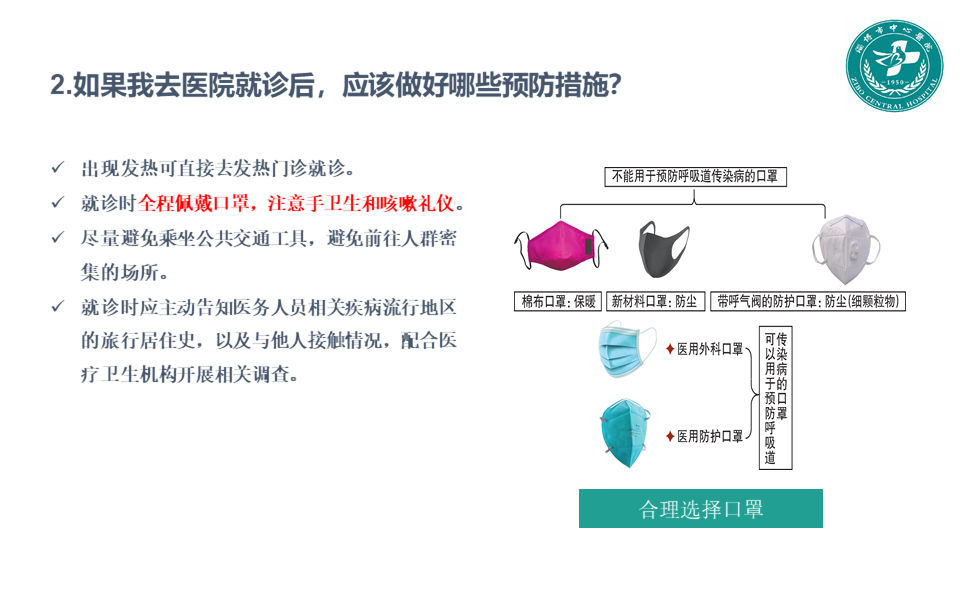 2.如果我去医院就诊后，应该做好哪些预防措施?
淄博市中心医院
1950
ZIBO CENTRAL HOSPITAL
✓ 出现发热可直接去发热门诊就诊。
✓ 就诊时全程佩戴口罩，注意手卫生和咳嗽礼仪。
✓ 尽量避免乘坐公共交通工具，避免前往人群密
集的场所。
✓ 就诊时应主动告知医务人员相关疾病流行地区
的旅行居住史，以及与他人接触情况，配合医
疗卫生机构开展相关调查。
不能用于预防呼吸道传染病的口罩
棉布口罩：保暖
新材料口罩：防尘
带呼气阀的防护口罩：防尘(细颗粒物)
医用外科口罩
医用防护口罩
可以用于预防呼吸道
传染病的口罩
合理选择口罩